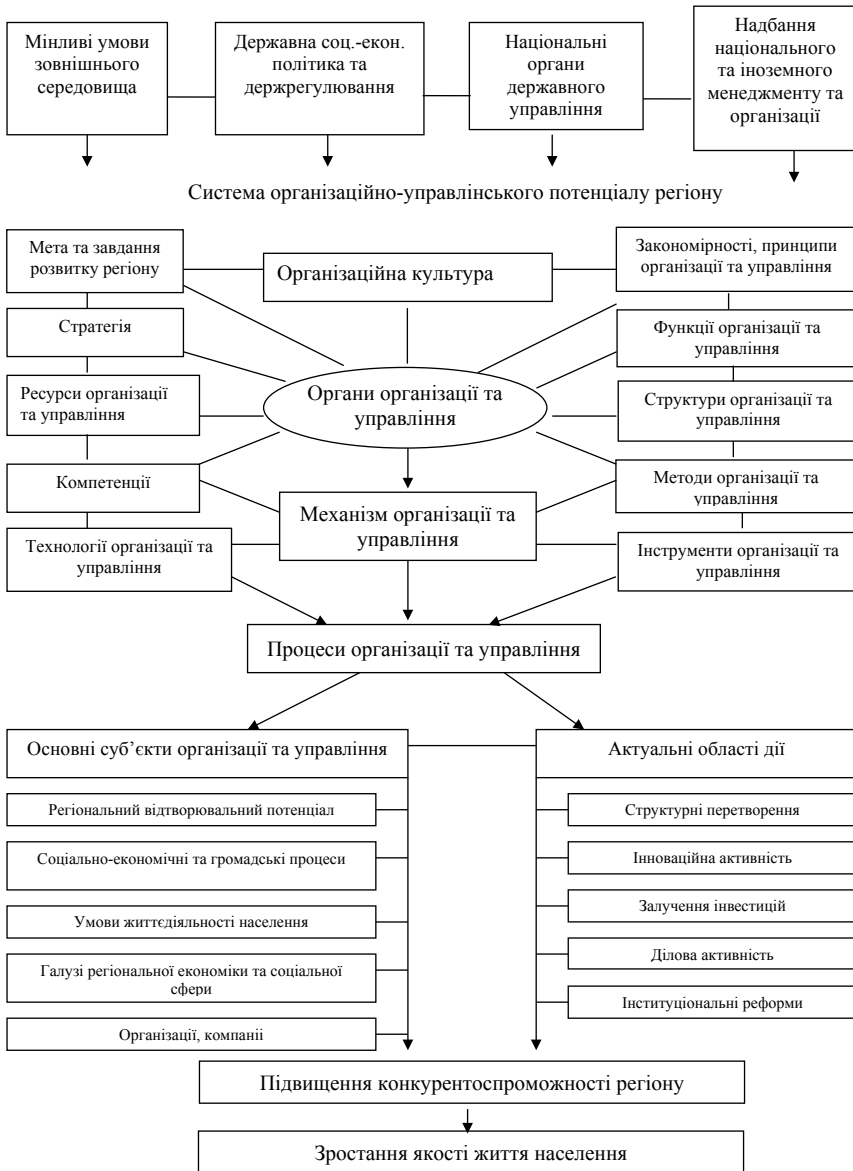 Мінливі умови
зовнішнього
середовища
Державна соц.-екон.
політика та
держрегулювання
Національні
органи
державного
управління
Надбання
національного
та іноземного
менеджменту та
організації
Система організаційно-управлінського потенціалу регіону
Мета та завдання
розвитку регіону
Організаційна культура
Закономірності, принципи
організації та управління
Стратегія
Функції організації та
управління
Ресурси організації
та управління
Органи організації та
управління
Структури організації та
управління
Компетенції
Методи організації та
управління
Механізм організації та
управління
Технології організації та
управління
Інструменти організації та
управління
Процеси організації та управління
Основні суб’єкти організації та управління
Актуальні області дії
Регіональний відтворювальний потенціал
Структурні перетворення
Соціально-економічні та громадські процеси
Інноваційна активність
Умови життєдіяльності населення
Залучення інвестицій
Галузі регіональної економіки та соціальної
сфери
Ділова активність
Організації, компанії
Інституціональні реформи
Підвищення конкурентоспроможності регіону
Зростання якості життя населення